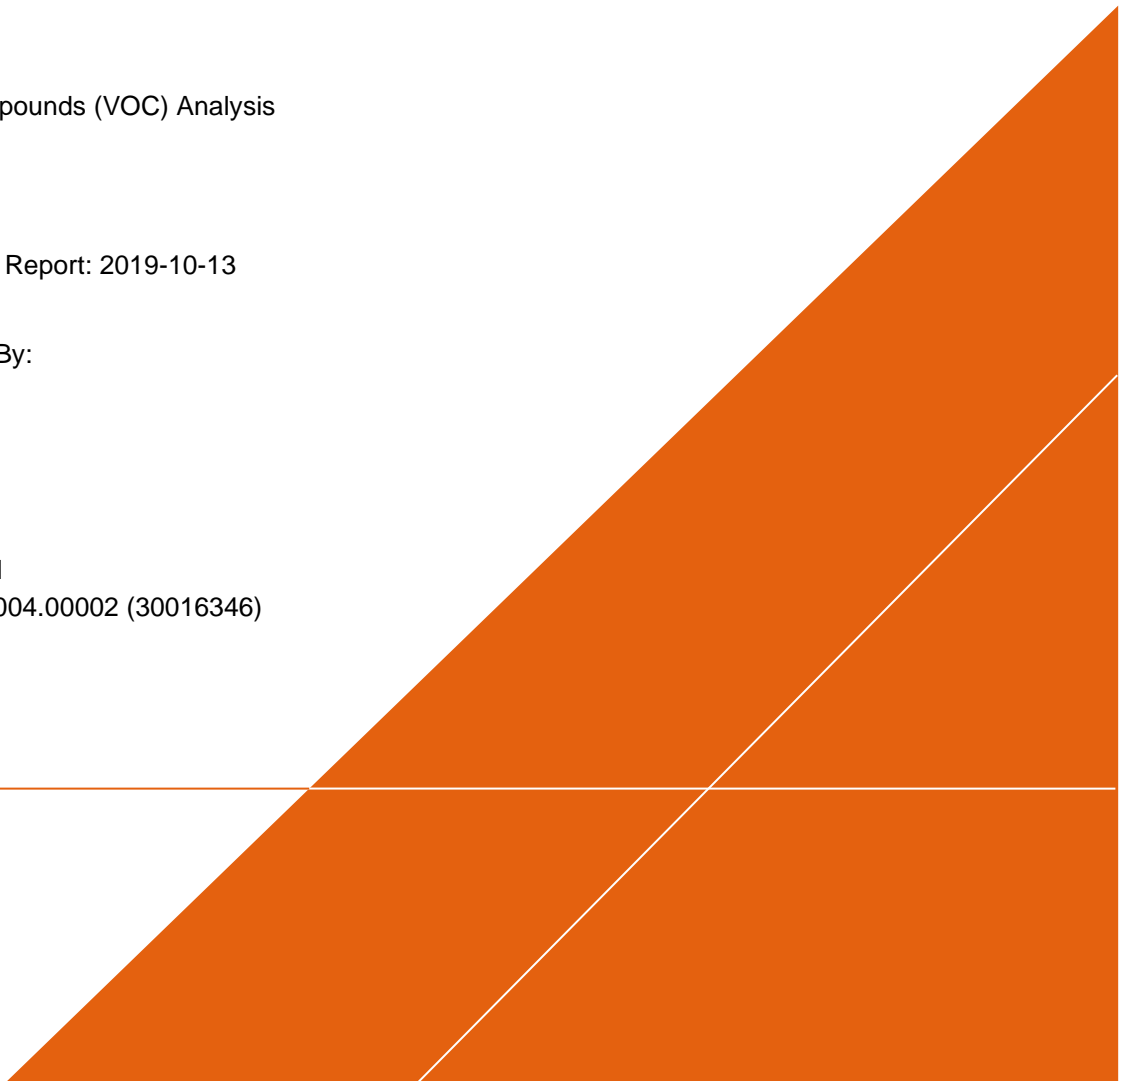 pounds (VOC) Analysis
Report: 2019-10-13
By:
004.00002 (30016346)